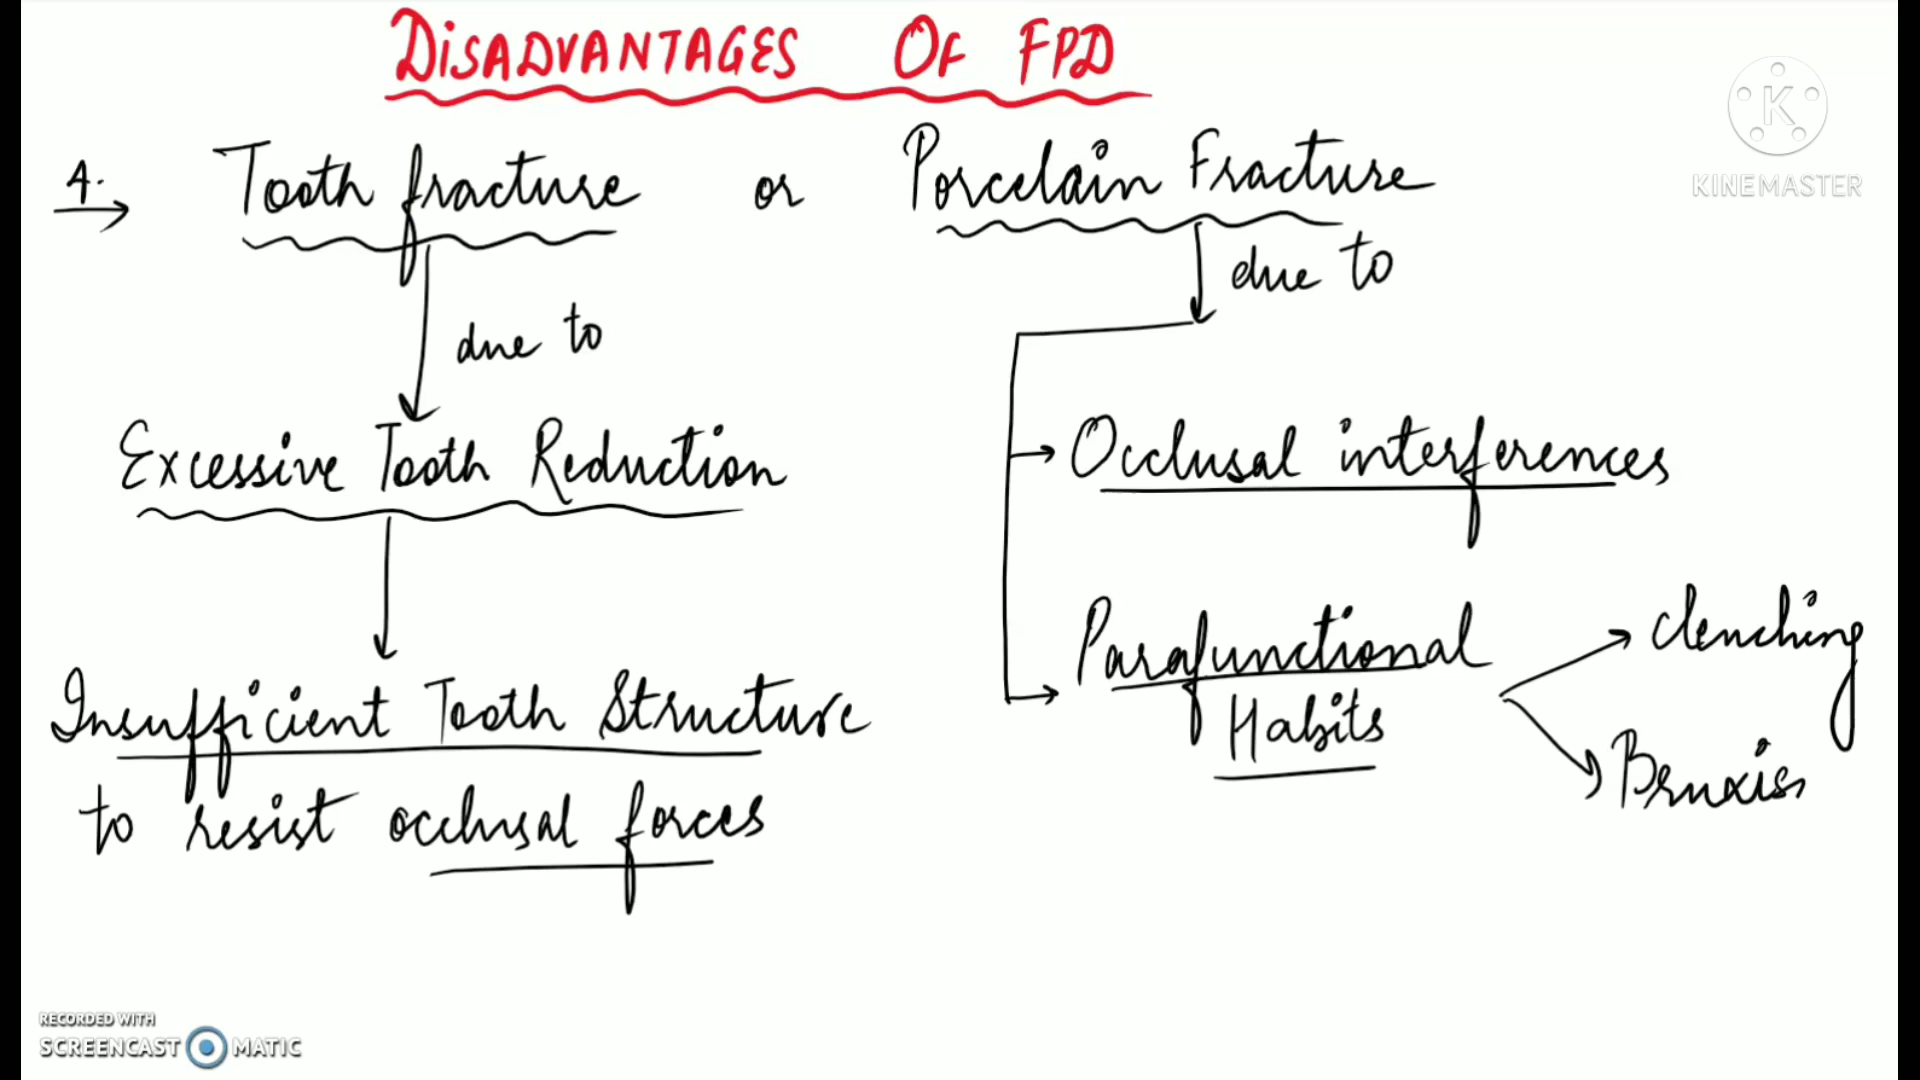 DISADVANTAGES OF FPD
4. Tooth fracture or Porcelain Fracture
due to
due to
Excessive Tooth Reduction
Occlusal interferences
Insufficient Tooth Structure
to resist occlusal forces
Parafunctional
Habits
clenching
KINEMASTER
RECORDED WITH
SCREENCAST MATIC